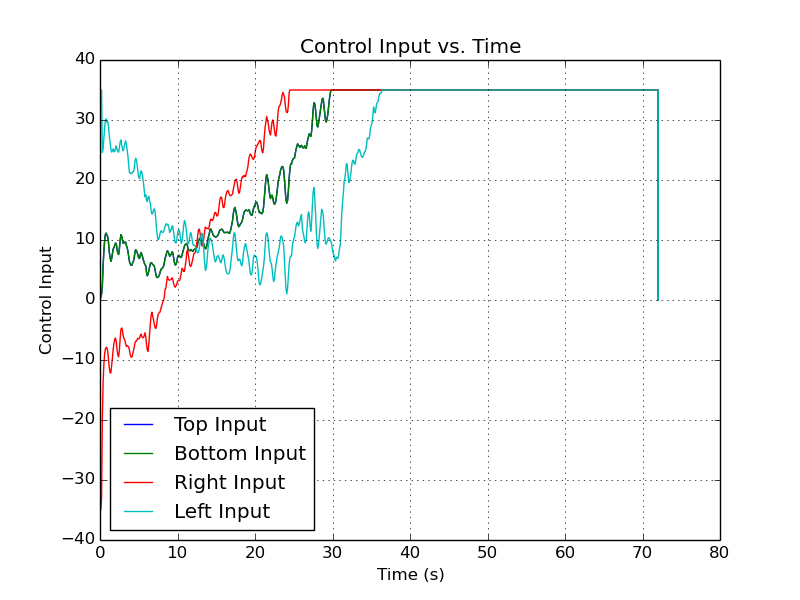 Control Input vs. Time
40
30
20
10
0
−10
−20
−30
−40
Control Input
Top Input
Bottom Input
Right Input
Left Input
0 10 20 30 40 50 60 70 80
Time (s)